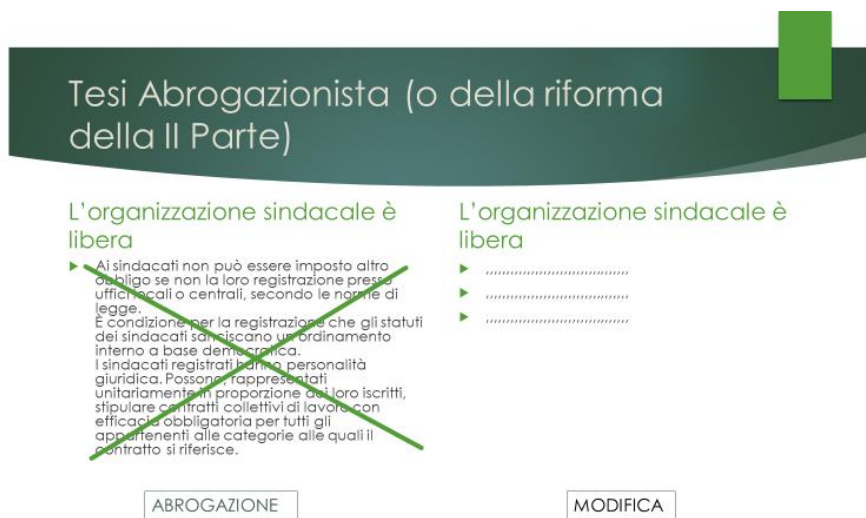 Tesi Abrogazionista (o della riforma
della II Parte)
L'organizzazione sindacale è
libera
Ai sindacati non può essere imposto altro
obbligo se non la loro registrazione presso
uffici locali o centrali, secondo le norme di
legge.
È condizione per la registrazione che gli statuti
dei sindacati sanciscano un ordinamento
interno a base democratica.
I sindacati registrati hanno personalità
giuridica. Possono, rappresentati
unitariamente in proporzione dei loro iscritti,
stipulare contratti collettivi di lavoro con
efficacia obbligatoria per tutti gli
appartenenti alle categorie alle quali il
contratto si riferisce.
ABROGAZIONE
L'organizzazione sindacale è
libera
,,,,,,,,,,,,,,,,,,,,,,,,,,,,,,,,,,
,,,,,,,,,,,,,,,,,,,,,,,,,,,,,,,,,,
,,,,,,,,,,,,,,,,,,,,,,,,,,,,,,,,,,
MODIFICA